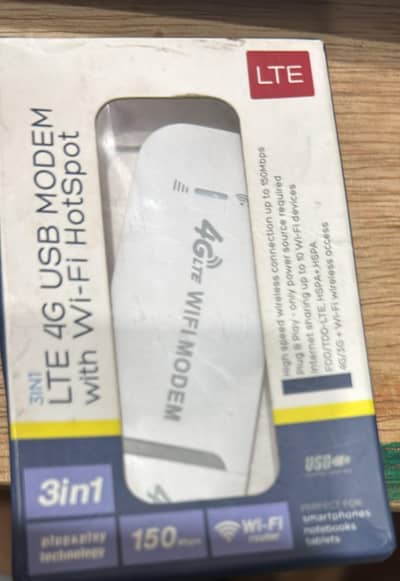 LTE
3IN1
LTE 4G USB MODEM
with Wi-Fi HotSpot
4G LTE WIFI MODEM
High speed wireless connection up to 150Mbps
Plug & Play - only power source required
Internet sharing up to 10 Wi-Fi devices
FDD/TDD-LTE, HSPA+,HSPA
4G/3G + Wi-Fi wireless access
3in1
plug&play
technology
150 Mbps
Wi-Fi
router
USB
PERFECT FOR
smartphones
notebooks
tablets